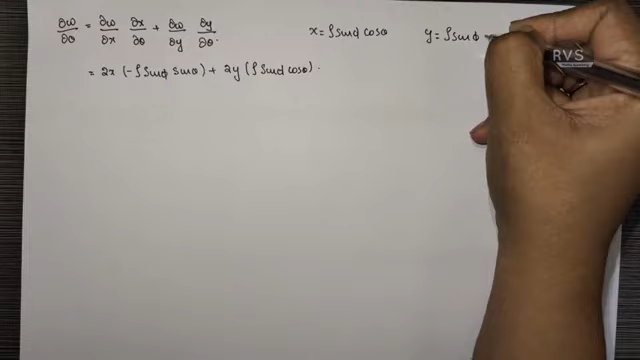 ∂w/∂θ = ∂w/∂x ∂x/∂θ + ∂w/∂y ∂y/∂θ. x = ρ sinϕ cosθ y = ρ sinϕ
= 2x (-ρ sinϕ sinθ) + 2y (ρ sinϕ cosθ).
RVS